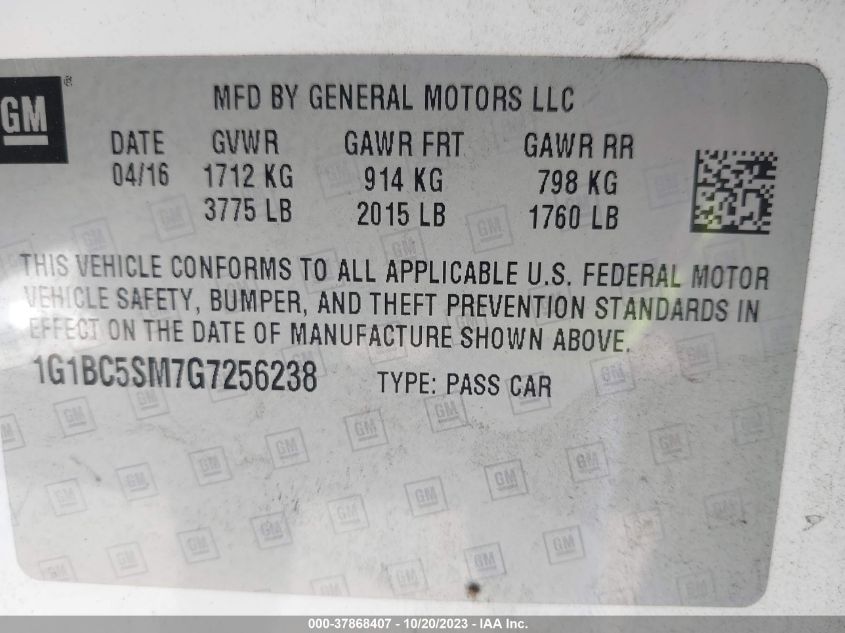 GM ®
MFD BY GENERAL MOTORS LLC
DATE GVWR GAWR FRT GAWR RR
04/16 1712 KG 914 KG 798 KG
3775 LB 2015 LB 1760 LB
THIS VEHICLE CONFORMS TO ALL APPLICABLE U.S. FEDERAL MOTOR
VEHICLE SAFETY, BUMPER, AND THEFT PREVENTION STANDARDS IN
EFFECT ON THE DATE OF MANUFACTURE SHOWN ABOVE.
1G1BC5SM7G7256238 TYPE: PASS CAR
000-37868407 - 10/20/2023 - IAA Inc.